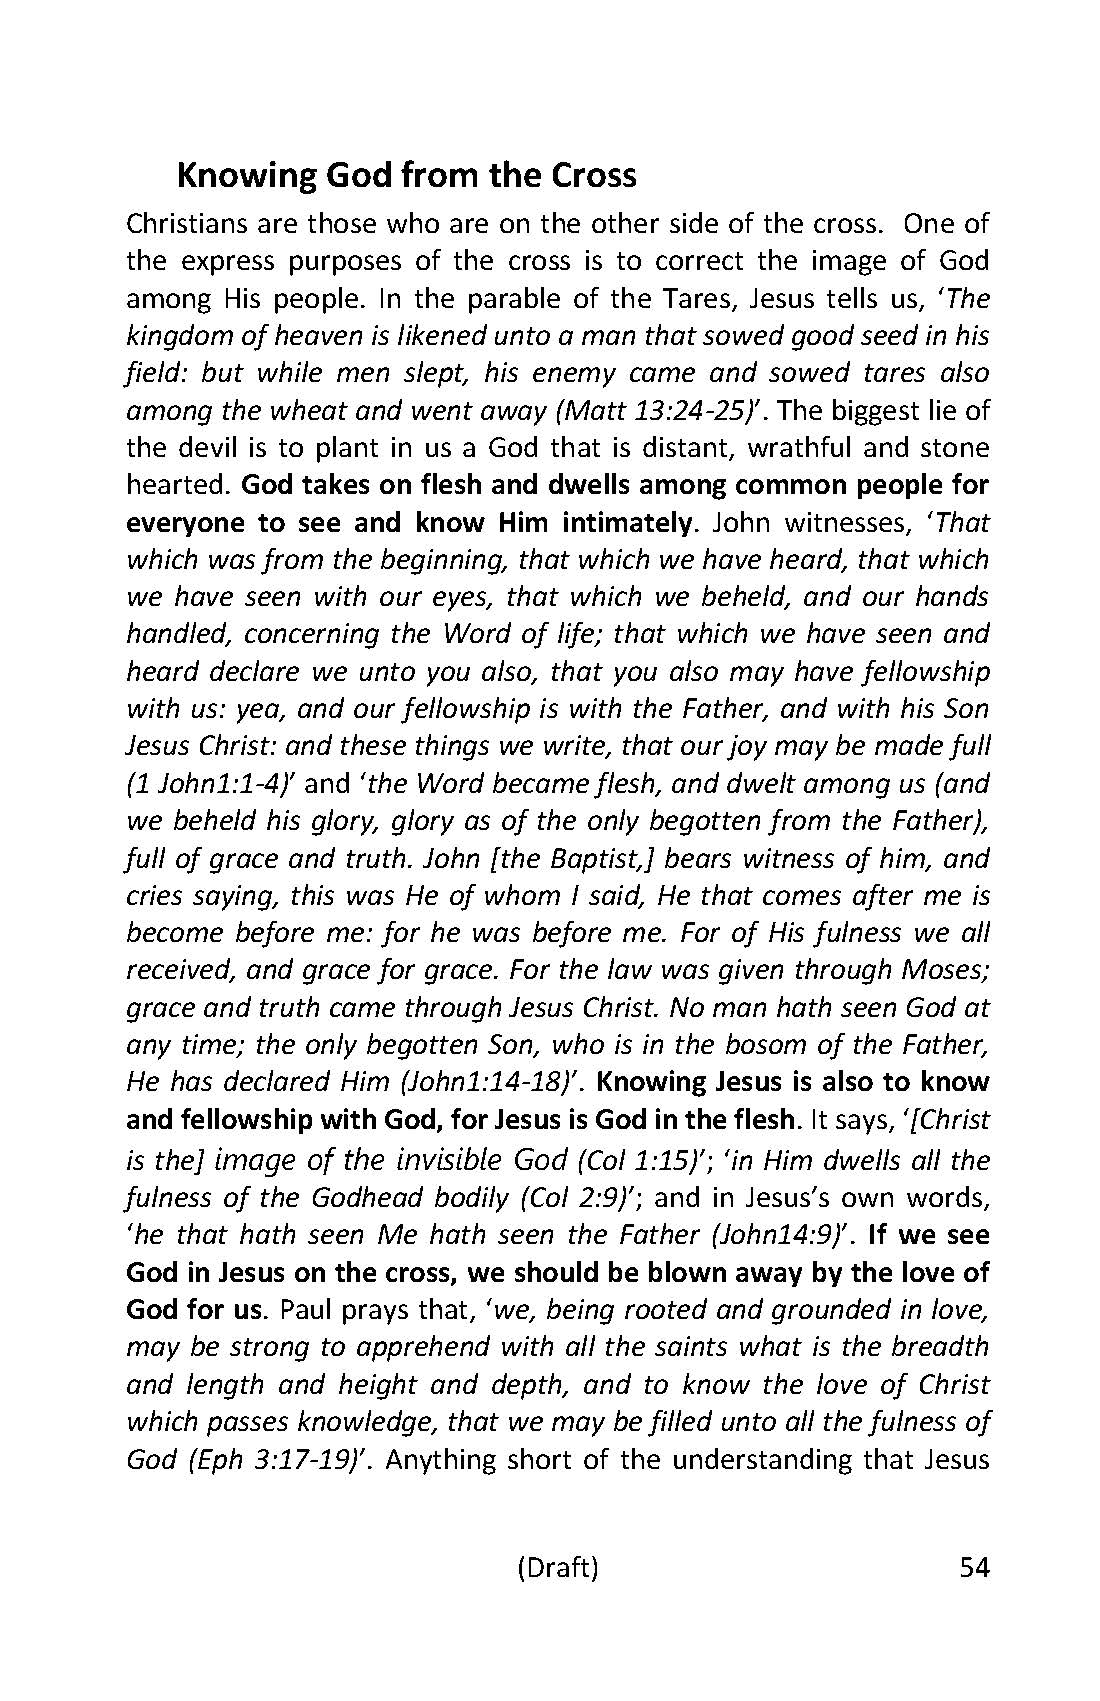 Knowing God from the Cross
Christians are those who are on the other side of the cross. One of
the express purposes of the cross is to correct the image of God
among His people. In the parable of the Tares, Jesus tells us, ‘The
kingdom of heaven is likened unto a man that sowed good seed in his
field: but while men slept, his enemy came and sowed tares also
among the wheat and went away (Matt 13:24-25)’. The biggest lie of
the devil is to plant in us a God that is distant, wrathful and stone
hearted. God takes on flesh and dwells among common people for
everyone to see and know Him intimately. John witnesses, ‘That
which was from the beginning, that which we have heard, that which
we have seen with our eyes, that which we beheld, and our hands
handled, concerning the Word of life; that which we have seen and
heard declare we unto you also, that you also may have fellowship
with us: yea, and our fellowship is with the Father, and with his Son
Jesus Christ: and these things we write, that our joy may be made full
(1 John1:1-4)’ and ‘the Word became flesh, and dwelt among us (and
we beheld his glory, glory as of the only begotten from the Father),
full of grace and truth. John [the Baptist,] bears witness of him, and
cries saying, this was He of whom I said, He that comes after me is
become before me: for he was before me. For of His fulness we all
received, and grace for grace. For the law was given through Moses;
grace and truth came through Jesus Christ. No man hath seen God at
any time; the only begotten Son, who is in the bosom of the Father,
He has declared Him (John1:14-18)’. Knowing Jesus is also to know
and fellowship with God, for Jesus is God in the flesh. It says, ‘[Christ
is the] image of the invisible God (Col 1:15)’; ‘in Him dwells all the
fulness of the Godhead bodily (Col 2:9)’; and in Jesus’s own words,
‘he that hath seen Me hath seen the Father (John14:9)’. If we see
God in Jesus on the cross, we should be blown away by the love of
God for us. Paul prays that, ‘we, being rooted and grounded in love,
may be strong to apprehend with all the saints what is the breadth
and length and height and depth, and to know the love of Christ
which passes knowledge, that we may be filled unto all the fulness of
God (Eph 3:17-19)’. Anything short of the understanding that Jesus
(Draft) 54